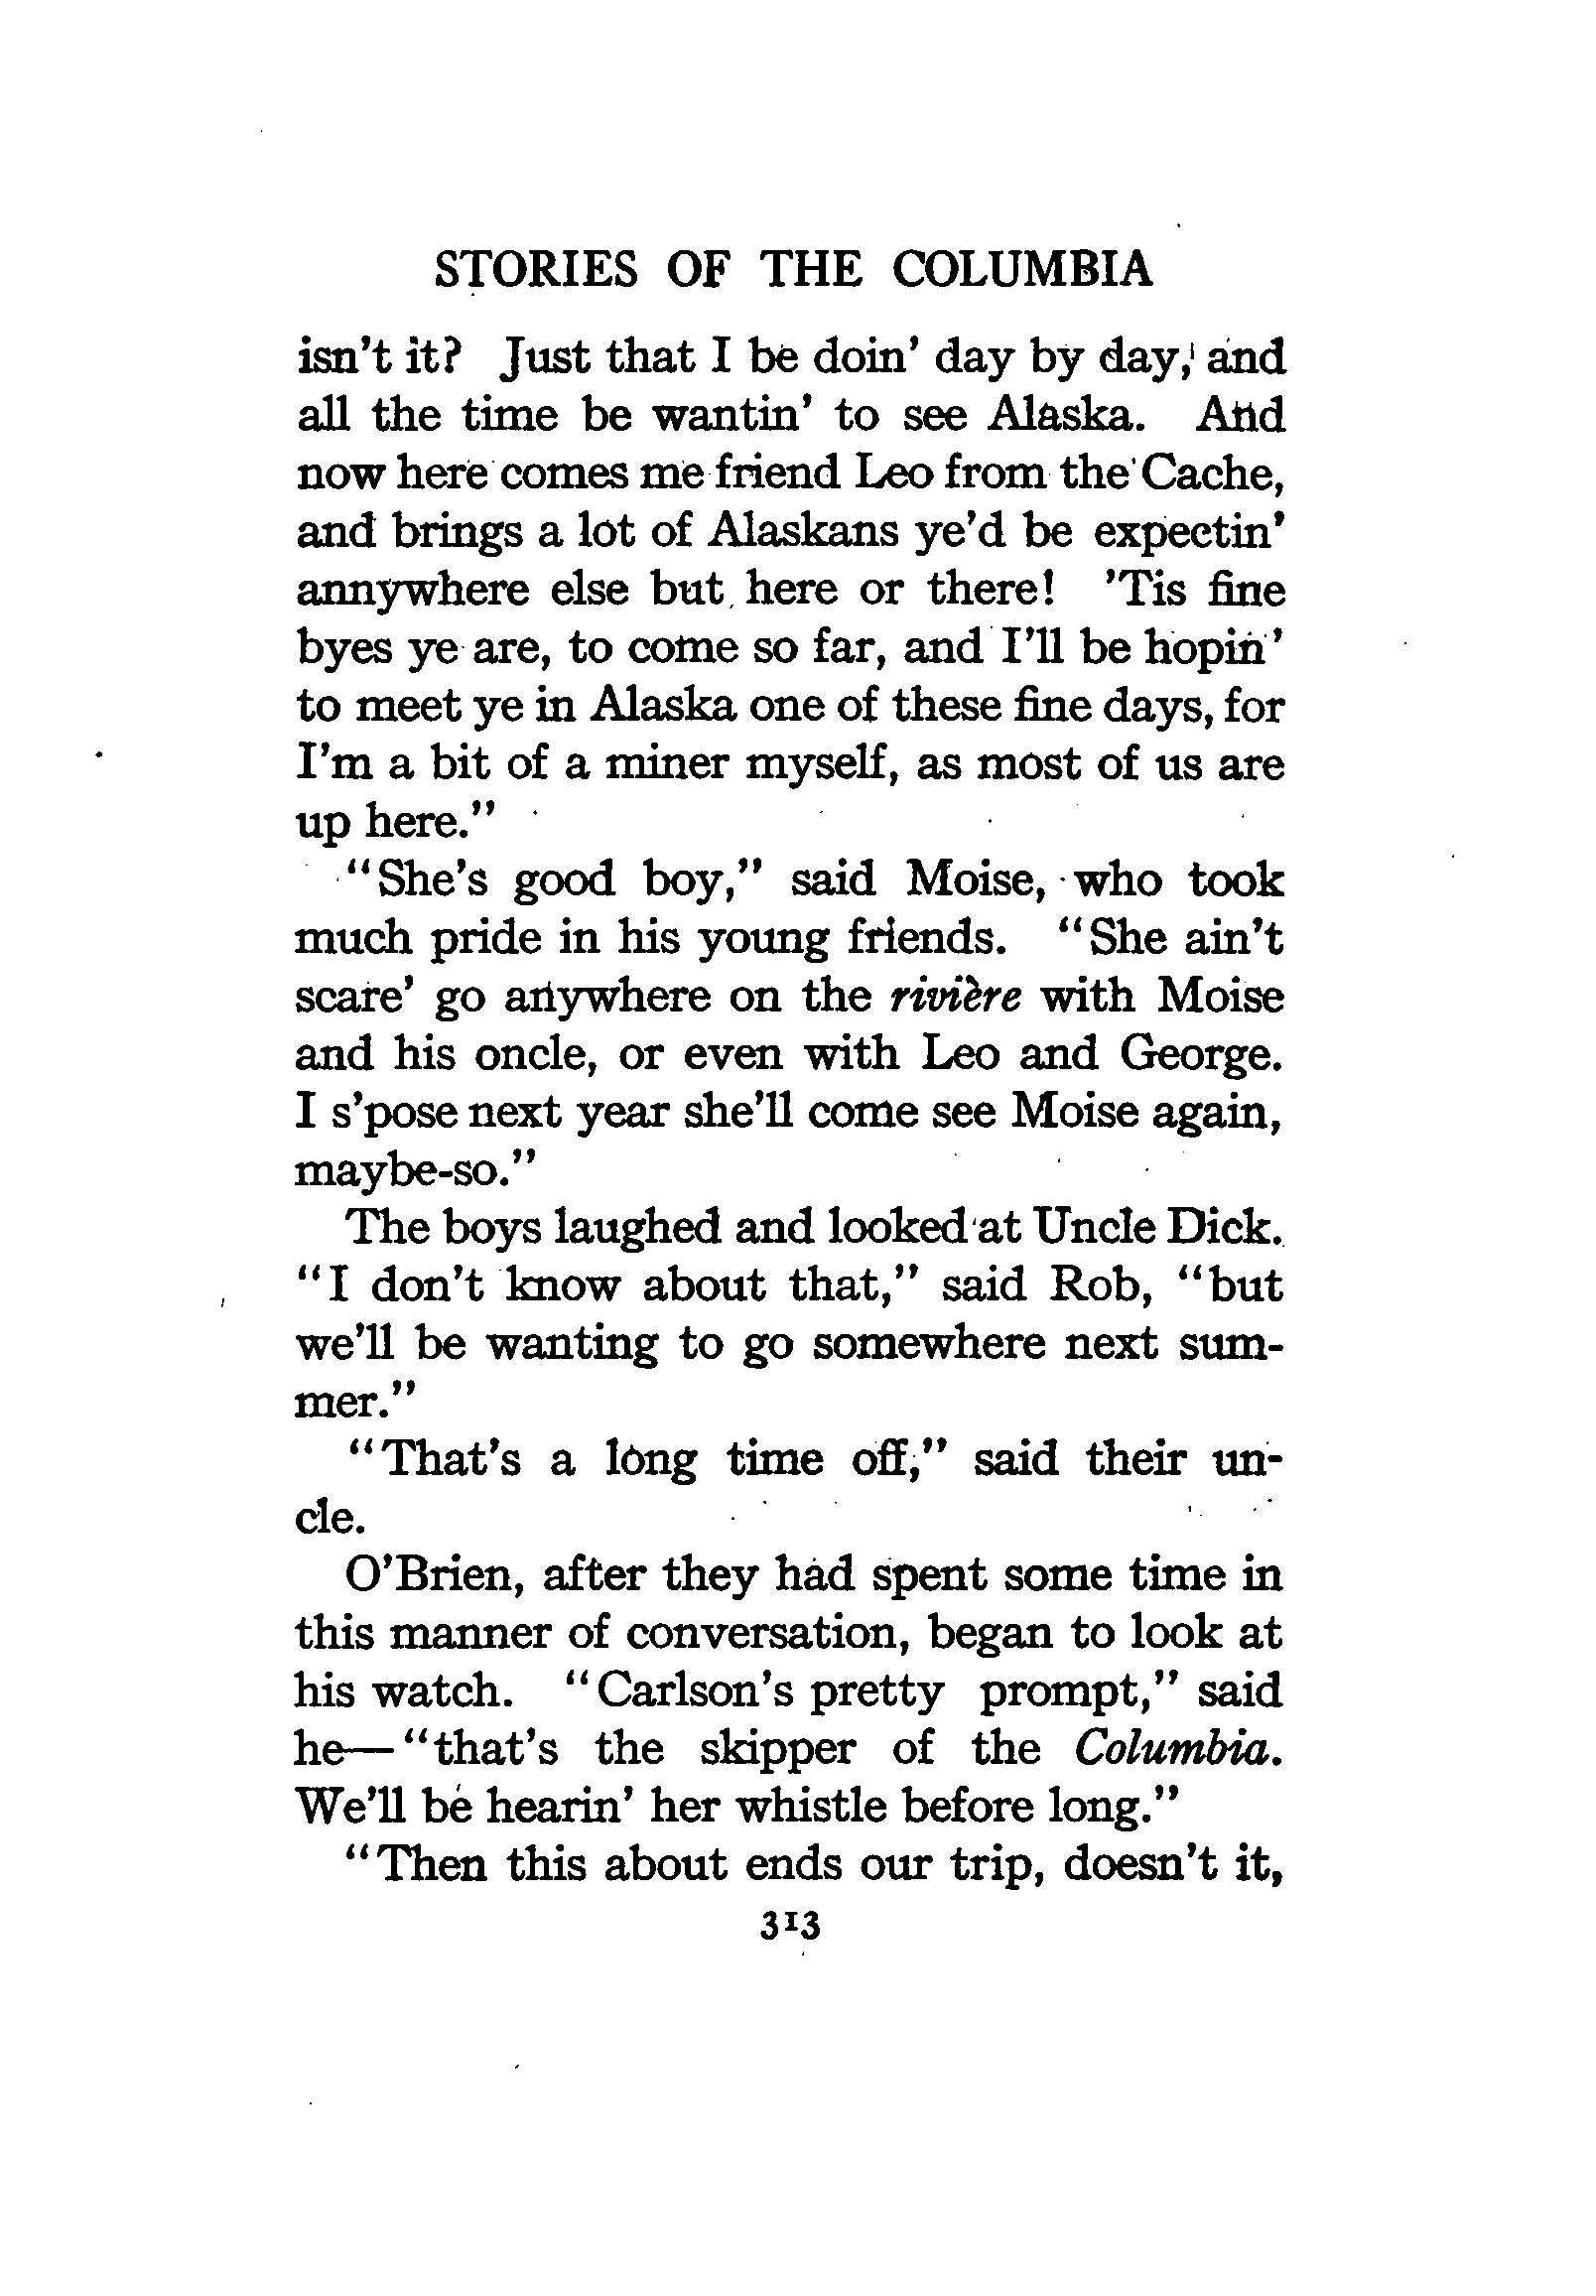 STORIES OF THE COLUMBIA
isn't it? Just that I be doin' day by day, and
all the time be wantin' to see Alaska. And
now here comes me friend Leo from the Cache,
and brings a lot of Alaskans ye'd be expectin'
annywhere else but here or there! 'Tis fine
byes ye are, to come so far, and I'll be hopin'
to meet ye in Alaska one of these fine days, for
I'm a bit of a miner myself, as most of us are
up here."
"She's good boy," said Moise, who took
much pride in his young friends. "She ain't
scare' go anywhere on the rivière with Moise
and his oncle, or even with Leo and George.
I s'pose next year she'll come see Moise again,
maybe-so."
The boys laughed and looked at Uncle Dick.
"I don't know about that," said Rob, "but
we'll be wanting to go somewhere next sum-
mer."
"That's a long time off," said their un-
cle.
O'Brien, after they had spent some time in
this manner of conversation, began to look at
his watch. "Carlson's pretty prompt," said
he—"that's the skipper of the Columbia.
We'll be hearin' her whistle before long."
"Then this about ends our trip, doesn't it,
313